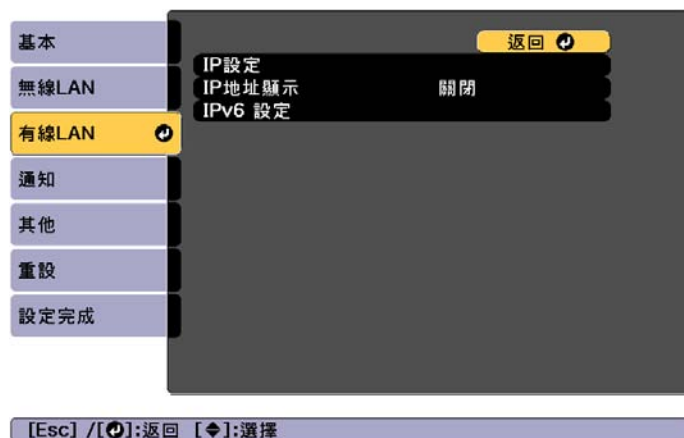 基本
無線LAN
有線LAN
通知
其他
重設
設定完成
返回
IP設定
IP地址顯示 關閉
IPv6 設定
[Esc] /[]:返回 [◆]:選擇